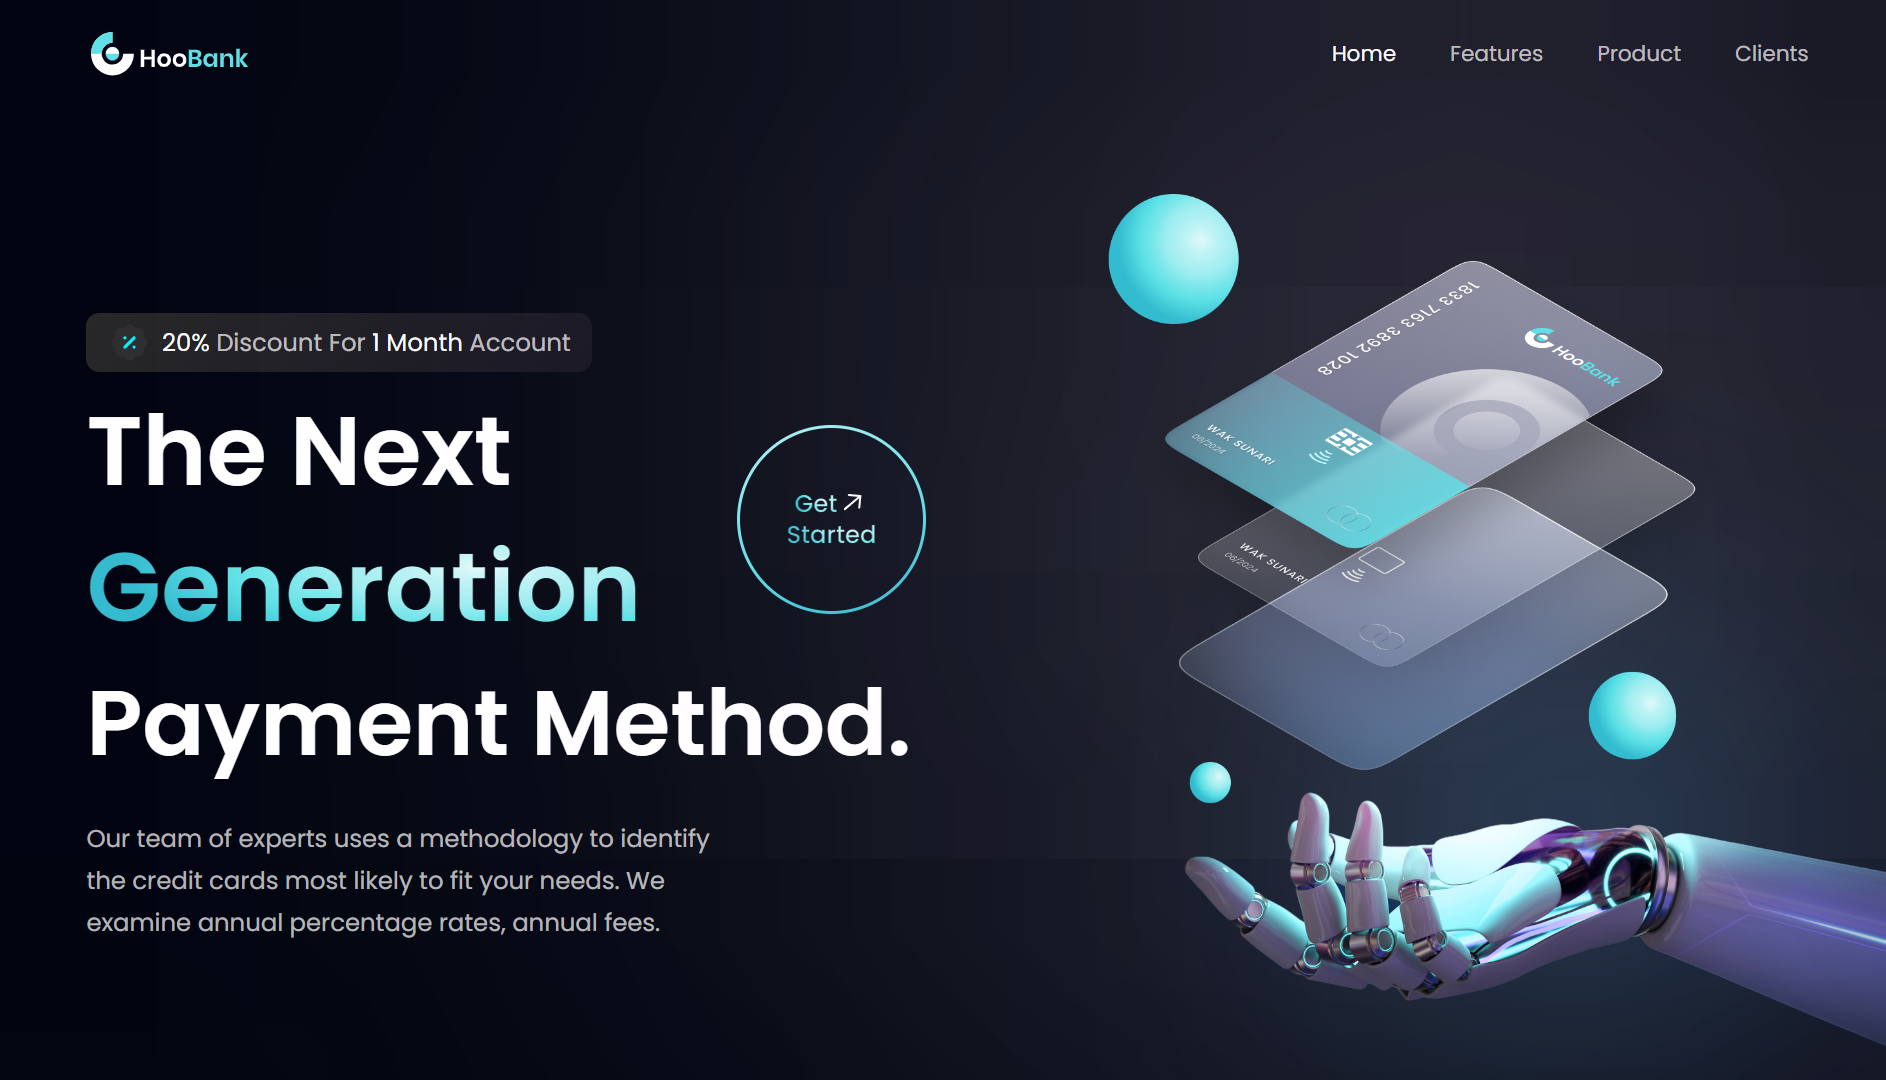 HooBank
Home Features Product Clients
20% Discount For 1 Month Account
The Next
Generation
Payment Method.
Get
Started
Our team of experts uses a methodology to identify
the credit cards most likely to fit your needs. We
examine annual percentage rates, annual fees.
1833 7163 3892 1028
HooBank
WAK SUNARI
08/2024
WAK SUNARI
08/2024